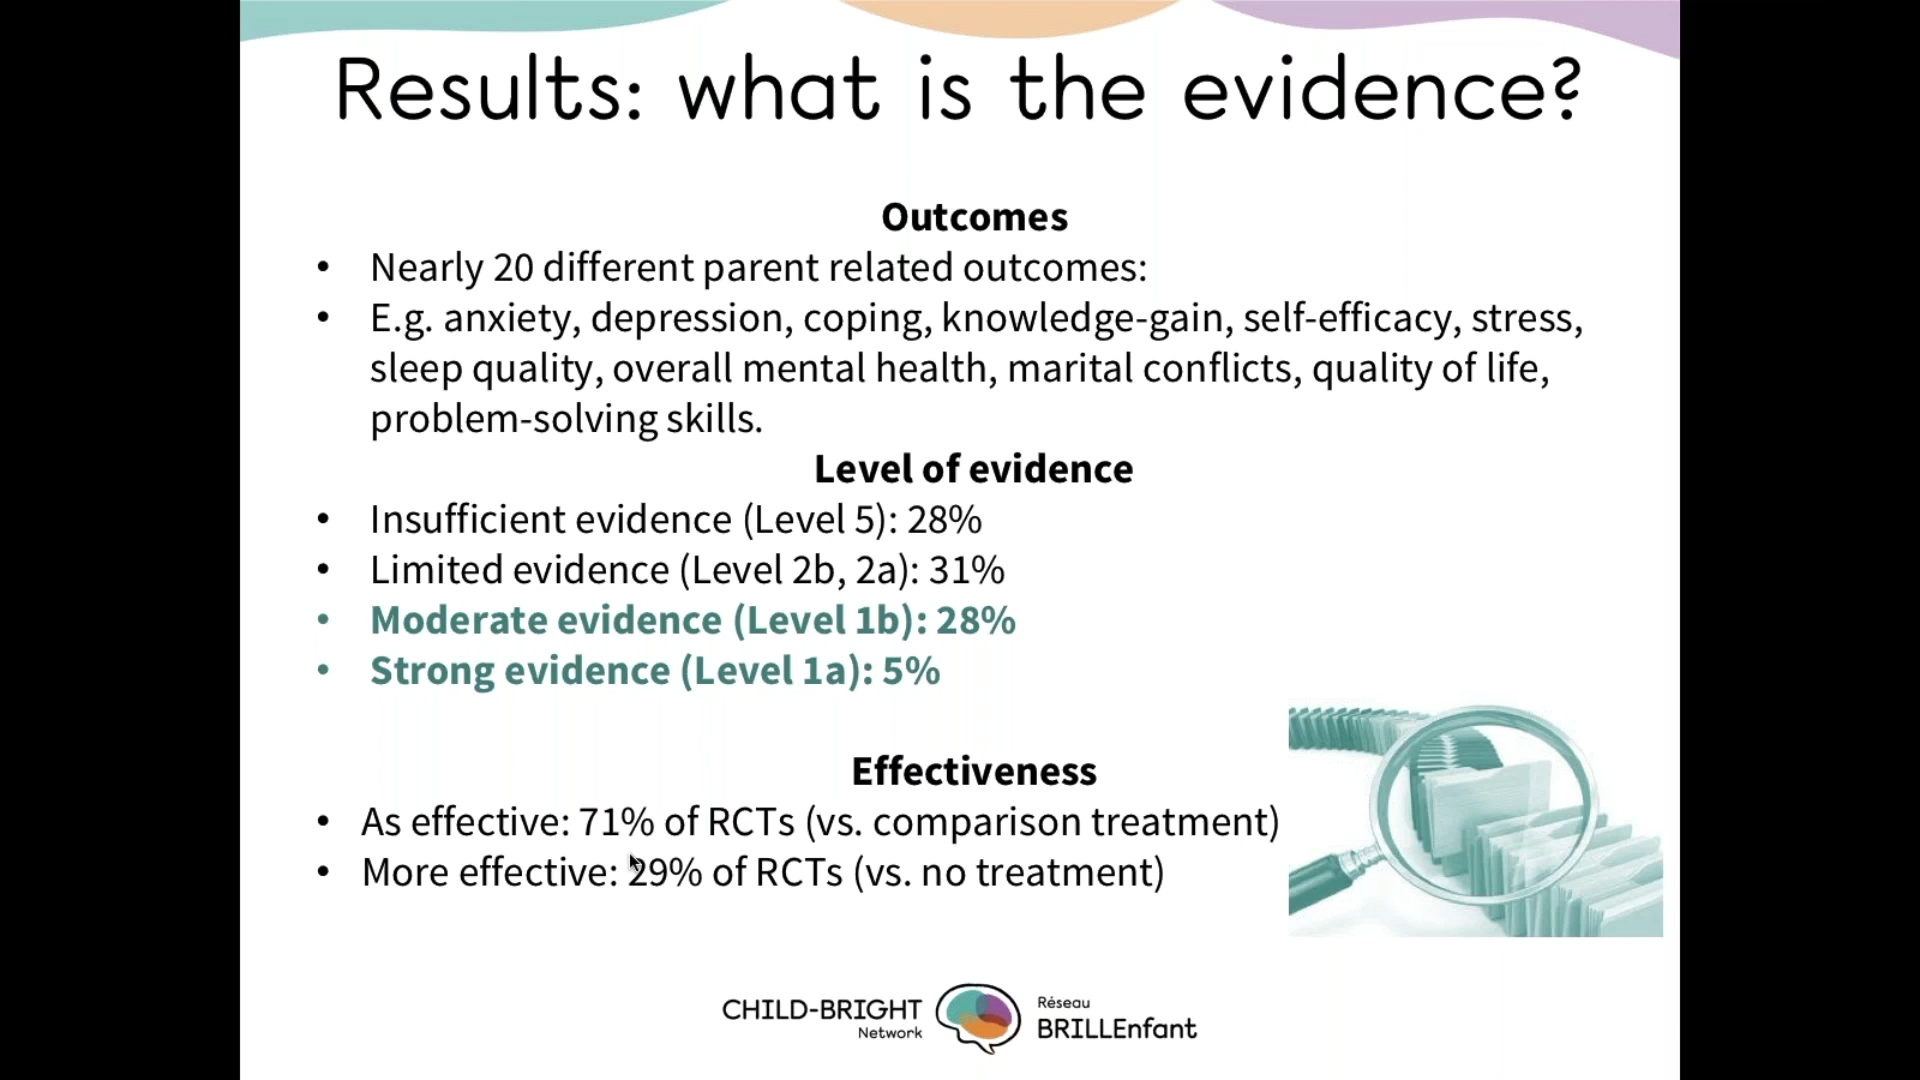 Results: what is the evidence?
Outcomes
• Nearly 20 different parent related outcomes:
• E.g. anxiety, depression, coping, knowledge-gain, self-efficacy, stress,
sleep quality, overall mental health, marital conflicts, quality of life,
problem-solving skills.
Level of evidence
• Insufficient evidence (Level 5): 28%
• Limited evidence (Level 2b, 2a): 31%
• Moderate evidence (Level 1b): 28%
• Strong evidence (Level 1a): 5%
Effectiveness
• As effective: 71% of RCTs (vs. comparison treatment)
• More effective: 29% of RCTs (vs. no treatment)
CHILD-BRIGHT
Network
Réseau
BRILLEnfant